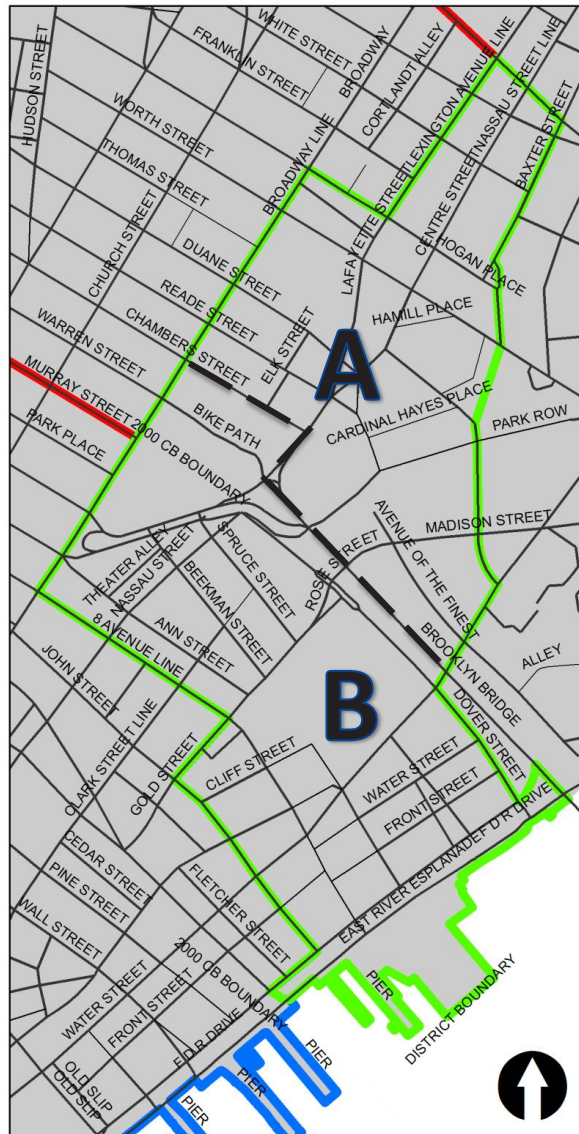 HUDSON STREET
WHITE STREET
FRANKLIN STREET
BROADWAY
CORTLANDT ALLEY
LEXINGTON AVENUE LINE
NASSAU STREET LINE
WORTH STREET
THOMAS STREET
BROADWAY LINE
LAFAYETTE STREET
CENTRE STREET
BAXTER STREET
HOGAN PLACE
CHURCH STREET
DUANE STREET
READE STREET
CHAMBERS STREET
ELK STREET
HAMILL PLACE
A
WARREN STREET
MURRAY STREET
PARK PLACE
BIKE PATH
2000 CB BOUNDARY
CARDINAL HAYES PLACE
PARK ROW
MADISON STREET
AVENUE OF THE FINEST
THEATER ALLEY
NASSAU STREET
SPRUCE STREET
BEEKMAN STREET
ROSE STREET
8 AVENUE LINE
ANN STREET
BROOKLYN BRIDGE
ALLEY
JOHN STREET
B
DOVER STREET
CLARK STREET LINE
GOLD STREET
CLIFF STREET
WATER STREET
FRONT STREET
CEDAR STREET
PINE STREET
WALL STREET
FLETCHER STREET
EAST RIVER ESPLANADE
F D R DRIVE
2000 CB BOUNDARY
WATER STREET
FRONT STREET
F D R DRIVE
PIER
DISTRICT BOUNDARY
OLD SLIP
OLD SLIP
PIER
PIER
PIER